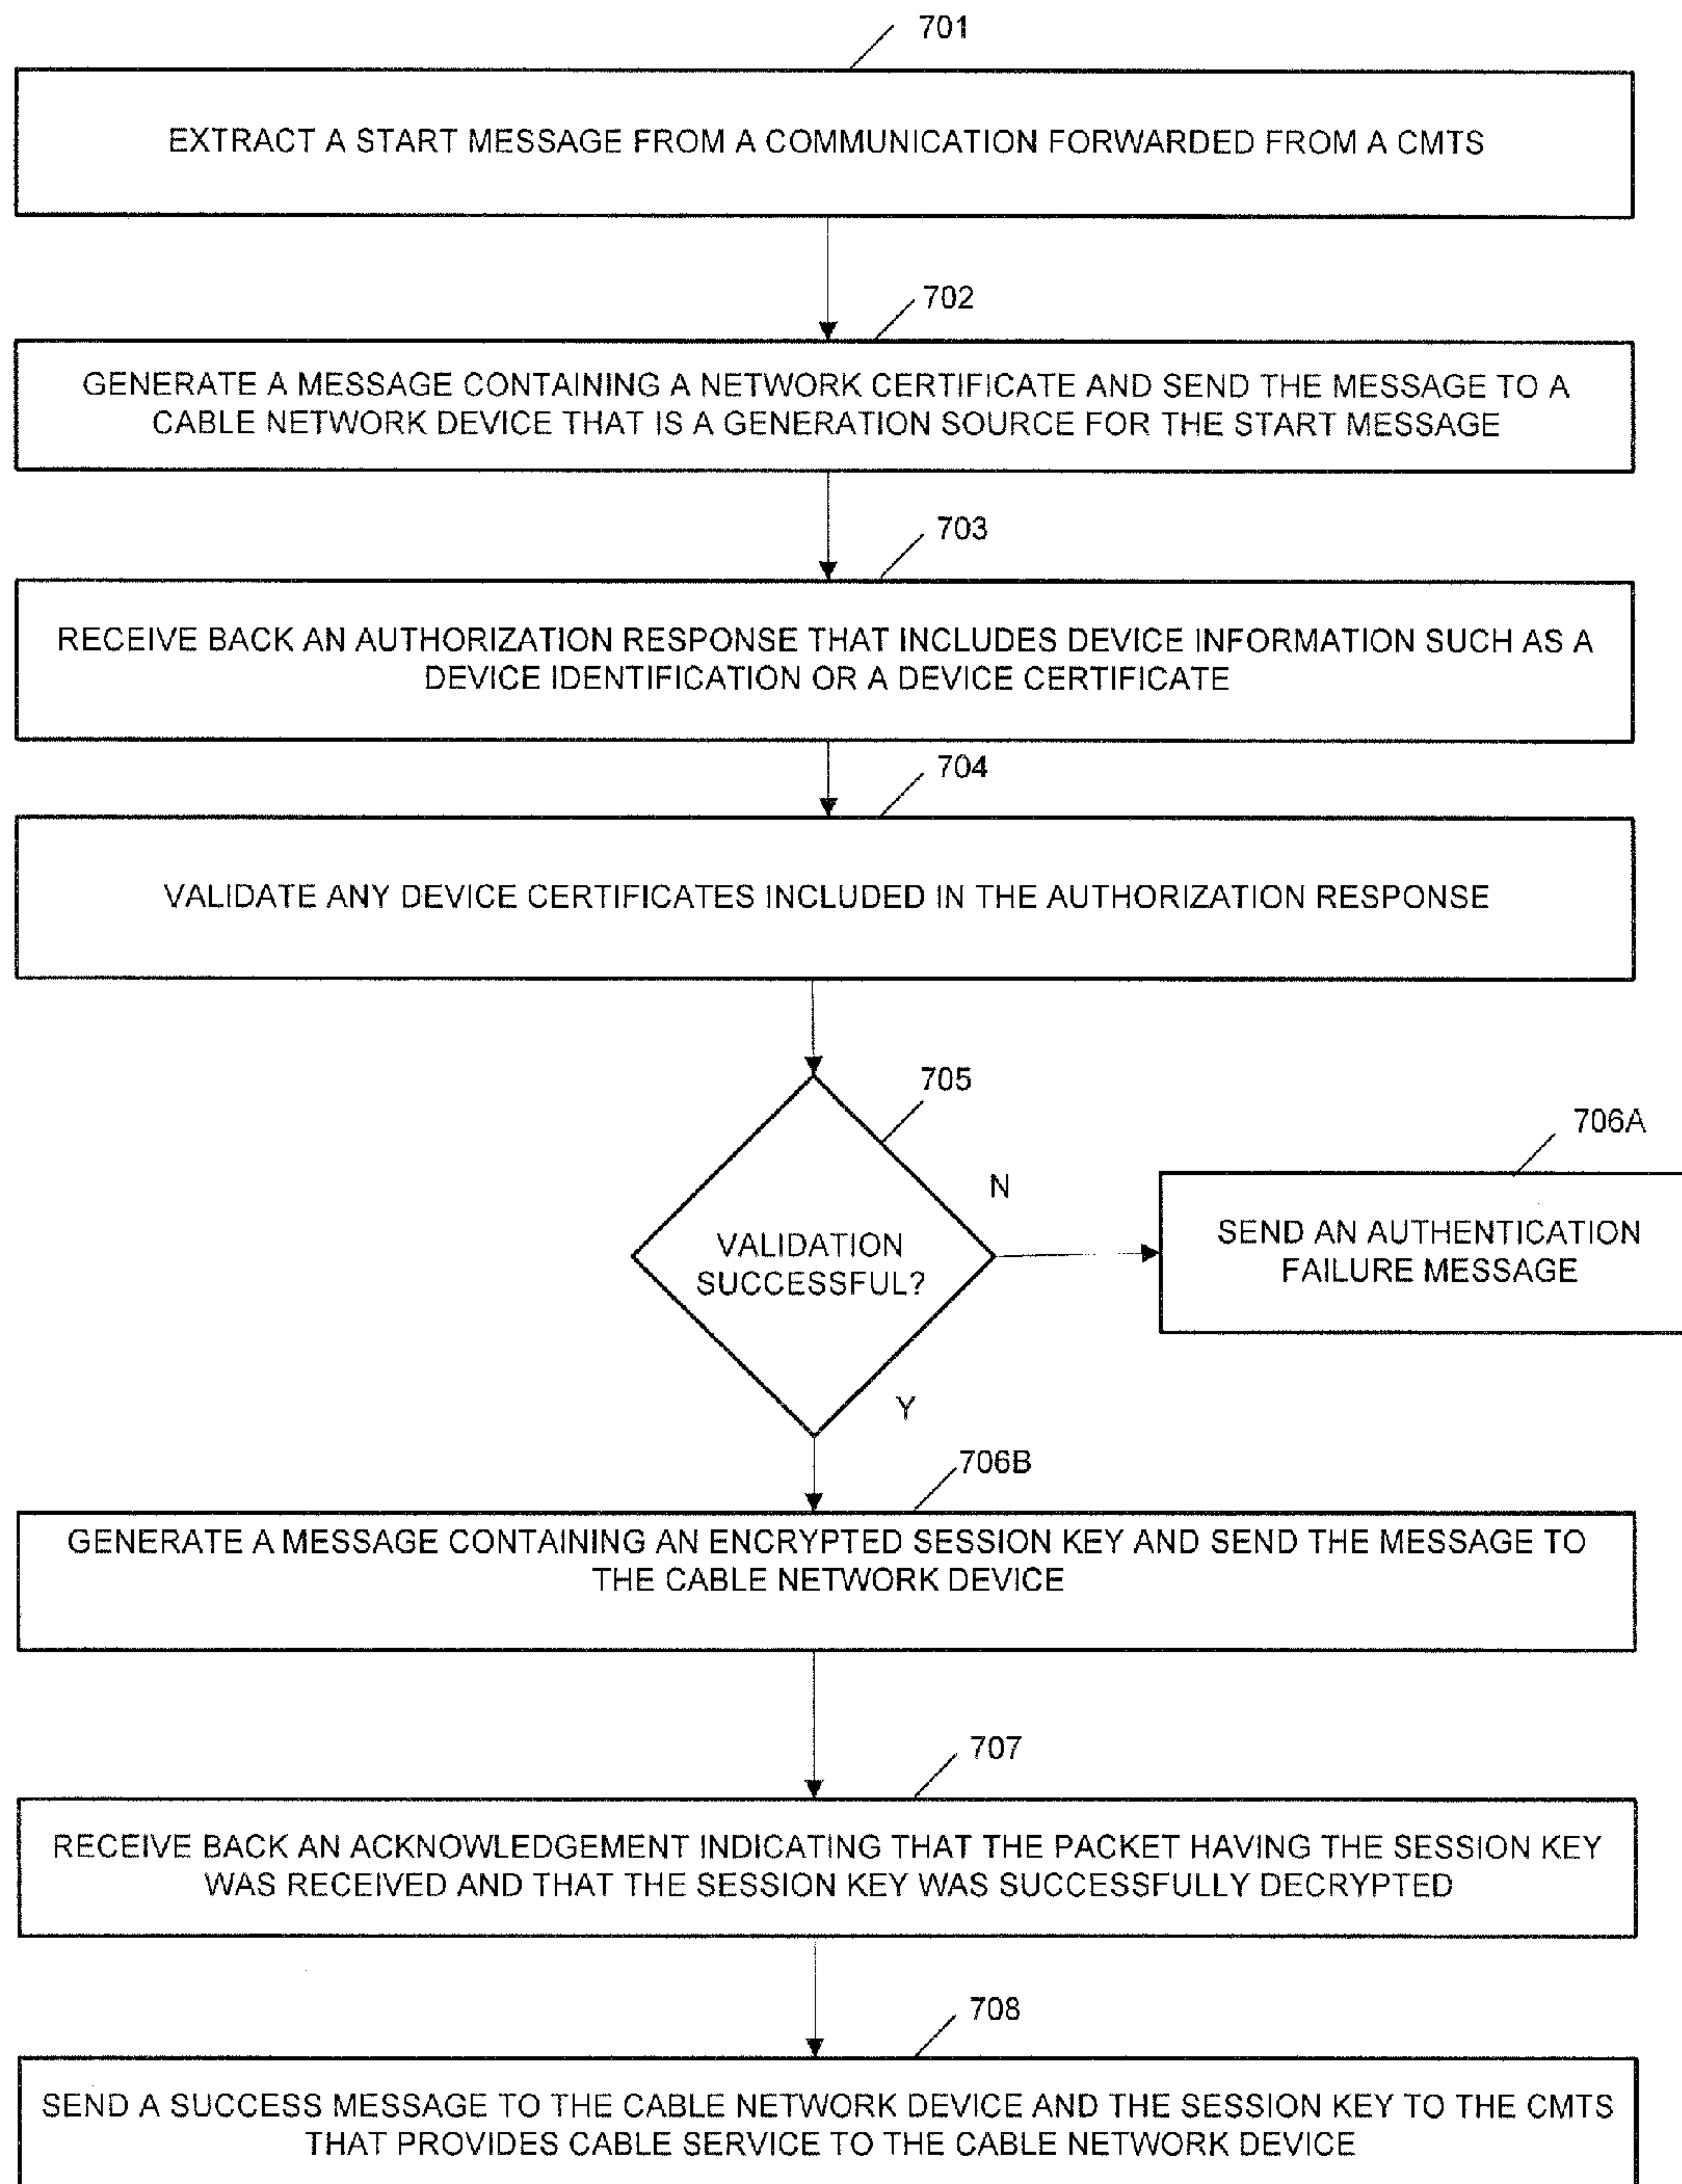 701
EXTRACT A START MESSAGE FROM A COMMUNICATION FORWARDED FROM A CMTS
702
GENERATE A MESSAGE CONTAINING A NETWORK CERTIFICATE AND SEND THE MESSAGE TO A
CABLE NETWORK DEVICE THAT IS A GENERATION SOURCE FOR THE START MESSAGE
703
RECEIVE BACK AN AUTHORIZATION RESPONSE THAT INCLUDES DEVICE INFORMATION SUCH AS A
DEVICE IDENTIFICATION OR A DEVICE CERTIFICATE
704
VALIDATE ANY DEVICE CERTIFICATES INCLUDED IN THE AUTHORIZATION RESPONSE
705
VALIDATION
SUCCESSFUL?
N
706A
SEND AN AUTHENTICATION
FAILURE MESSAGE
Y
706B
GENERATE A MESSAGE CONTAINING AN ENCRYPTED SESSION KEY AND SEND THE MESSAGE TO
THE CABLE NETWORK DEVICE
707
RECEIVE BACK AN ACKNOWLEDGEMENT INDICATING THAT THE PACKET HAVING THE SESSION KEY
WAS RECEIVED AND THAT THE SESSION KEY WAS SUCCESSFULLY DECRYPTED
708
SEND A SUCCESS MESSAGE TO THE CABLE NETWORK DEVICE AND THE SESSION KEY TO THE CMTS
THAT PROVIDES CABLE SERVICE TO THE CABLE NETWORK DEVICE